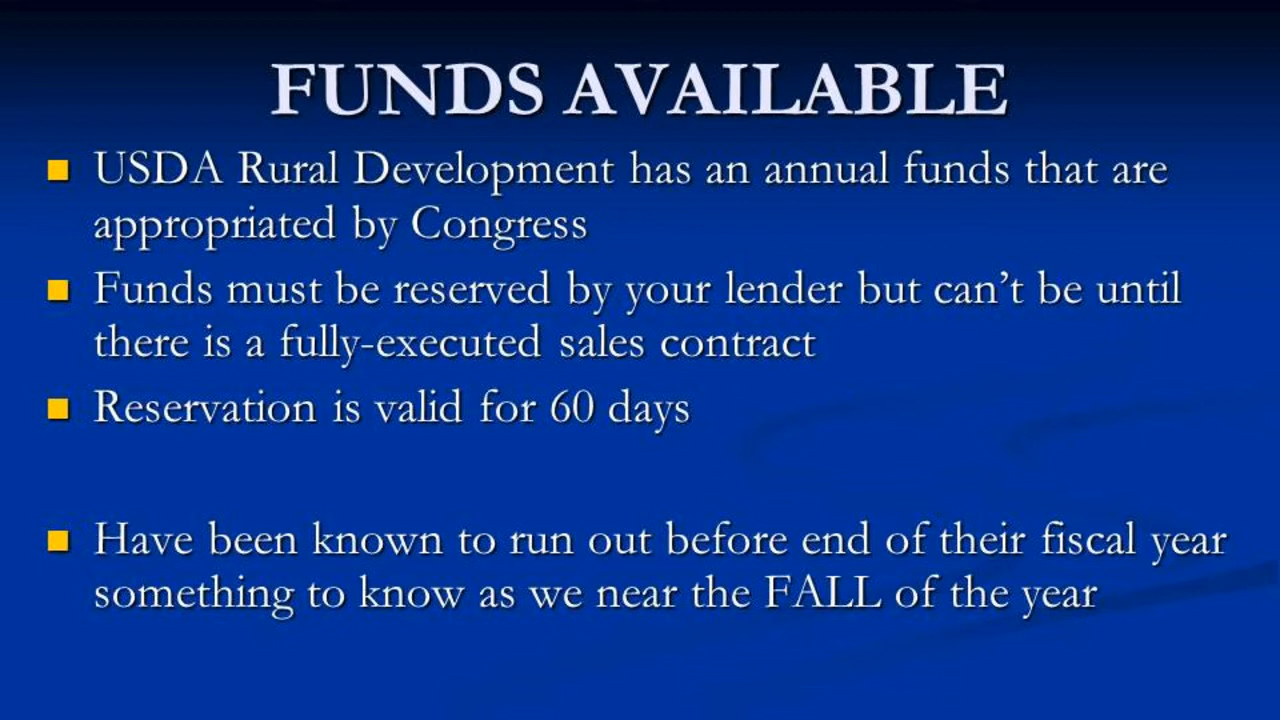 FUNDS AVAILABLE
USDA Rural Development has an annual funds that are
appropriated by Congress
Funds must be reserved by your lender but can’t be until
there is a fully-executed sales contract
Reservation is valid for 60 days
Have been known to run out before end of their fiscal year
something to know as we near the FALL of the year